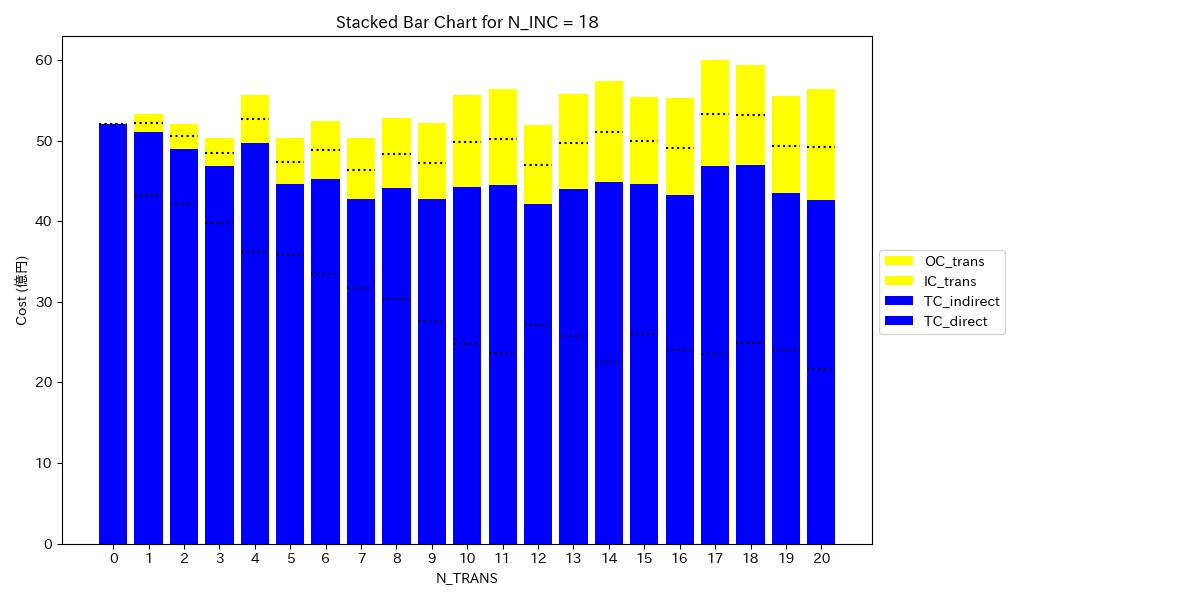 Stacked Bar Chart for N_INC = 18
Cost (億円)
60
50
40
30
20
10
0
0 1 2 3 4 5 6 7 8 9 10 11 12 13 14 15 16 17 18 19 20
N_TRANS
OC_trans
IC_trans
TC_indirect
TC_direct